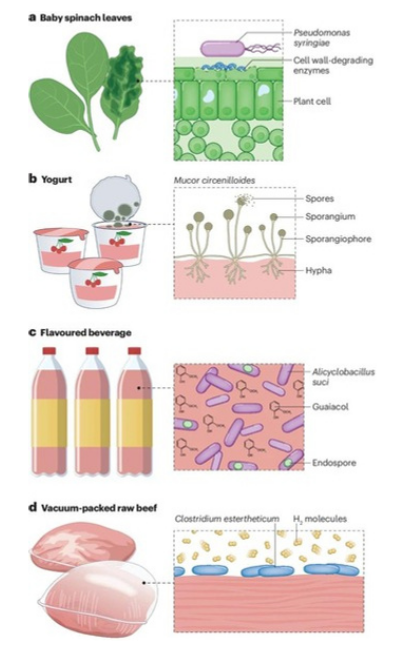 a Baby spinach leaves
Pseudomonas
syringiae
Cell wall-degrading
enzymes
Plant cell
b Yogurt
Mucor circenilloides
Spores
Sporangium
Sporangiophore
Hypha
c Flavoured beverage
Alicyclobacillus
suci
Guaiacol
Endospore
d Vacuum-packed raw beef
Clostridium estertheticum
H₂ molecules